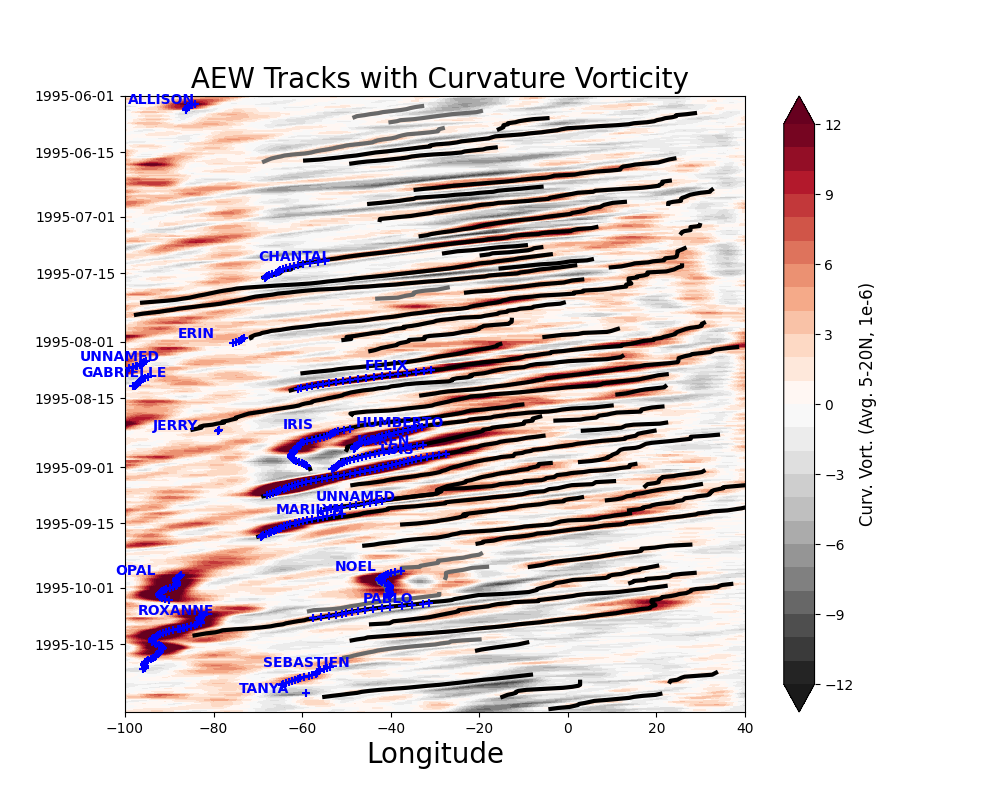 AEW Tracks with Curvature Vorticity
1995-06-01
1995-06-15
1995-07-01
1995-07-15
1995-08-01
1995-08-15
1995-09-01
1995-09-15
1995-10-01
1995-10-15
ALLISON
CHANTAL
ERIN
UNNAMED
GABRIELLE
FELIX
JERRY
IRIS
HUMBERTO
UNNAMED
MARILYN
OPAL
NOEL
PABLO
ROXANNE
SEBASTIEN
TANYA
−100
−80
−60
−40
−20
0
20
40
Longitude
12
9
6
3
0
−3
−6
−9
−12
Curv. Vort. (Avg. 5-20N, 1e-6)